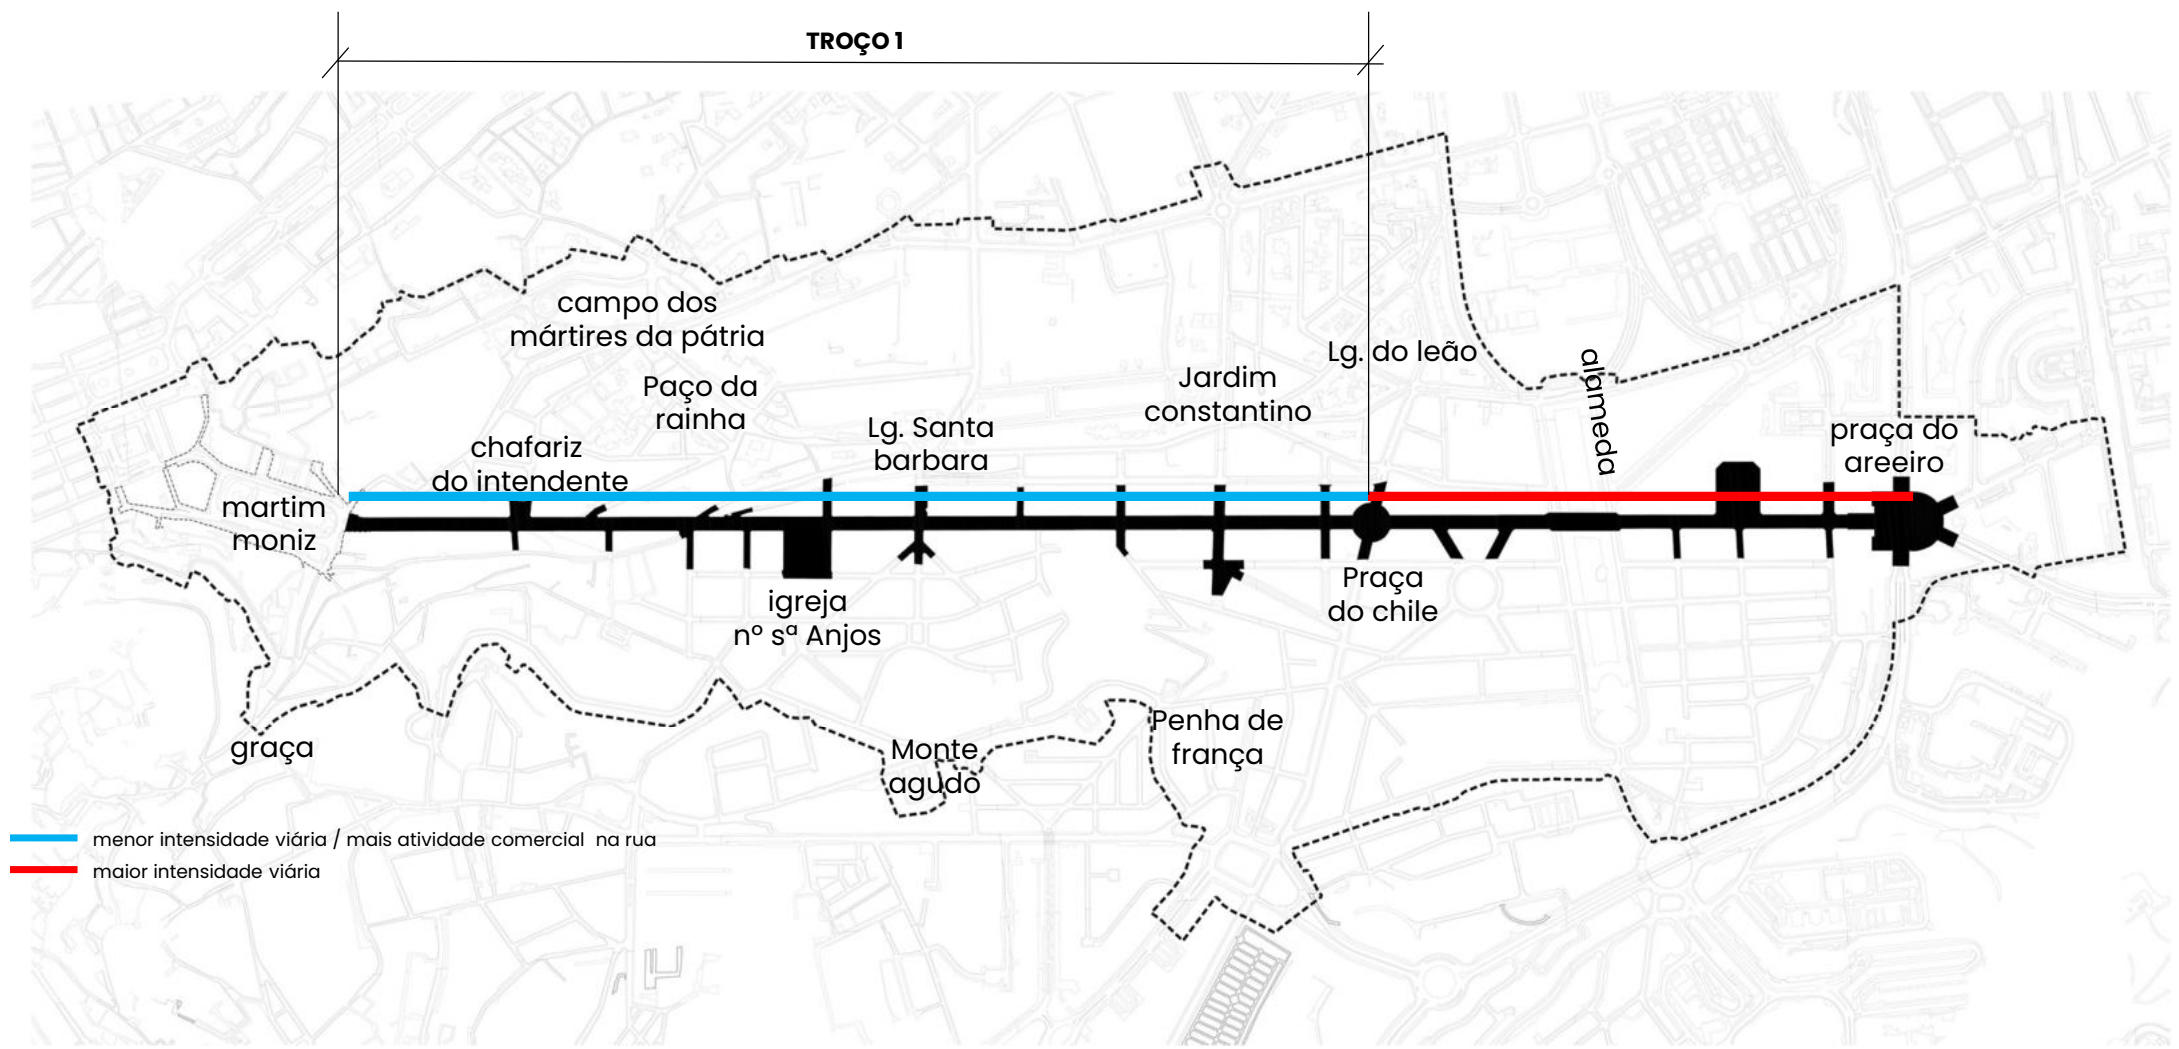 TROÇO 1
campo dos
mártires da pátria
Paço da
rainha
chafariz
do intendente
Lg. Santa
barbara
Jardim
constantino
Lg. do leão
alameda
praça do
areeiro
martim
moniz
igreja
nº sª Anjos
Praça
do chile
graça
Monte
agudo
Penha de
frança
menor intensidade viária / mais atividade comercial na rua
maior intensidade viária